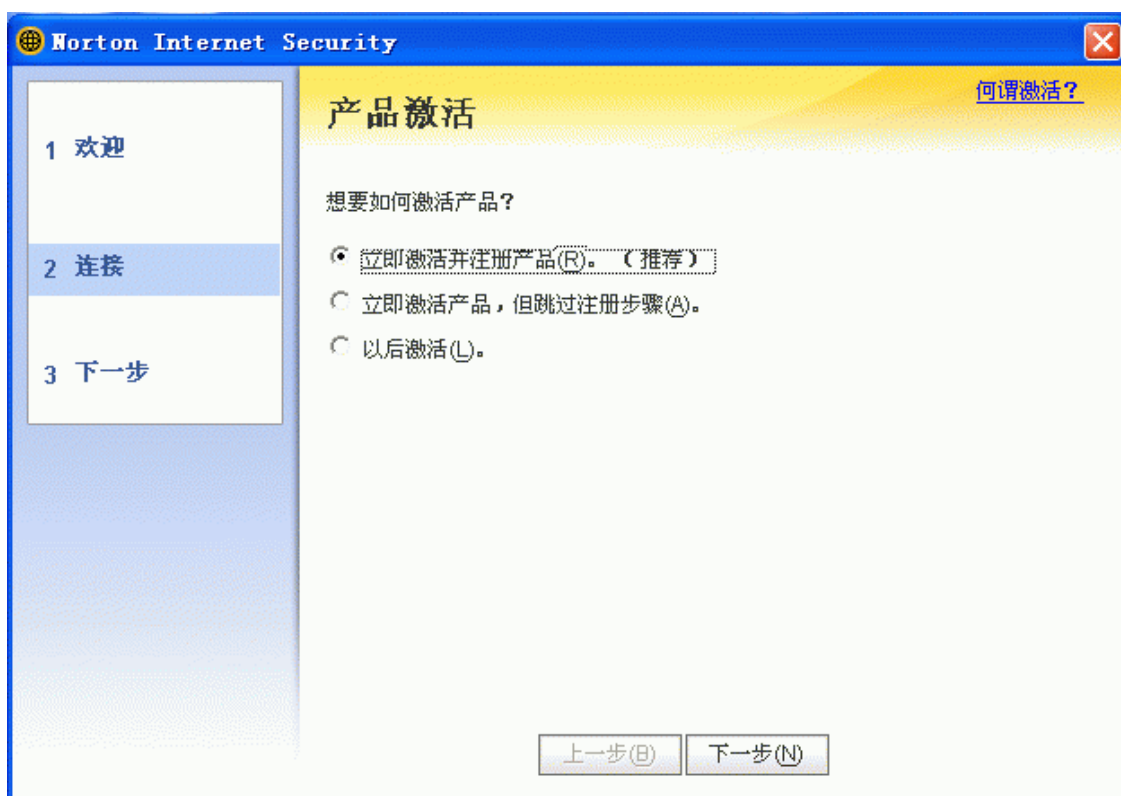 Norton Internet Security
何谓激活？
产品激活
1 欢迎
2 连接
3 下一步
想要如何激活产品？
立即激活并注册产品(R)。（推荐）
立即激活产品，但跳过注册步骤(A)。
以后激活(L)。
上一步(B)
下一步(N)